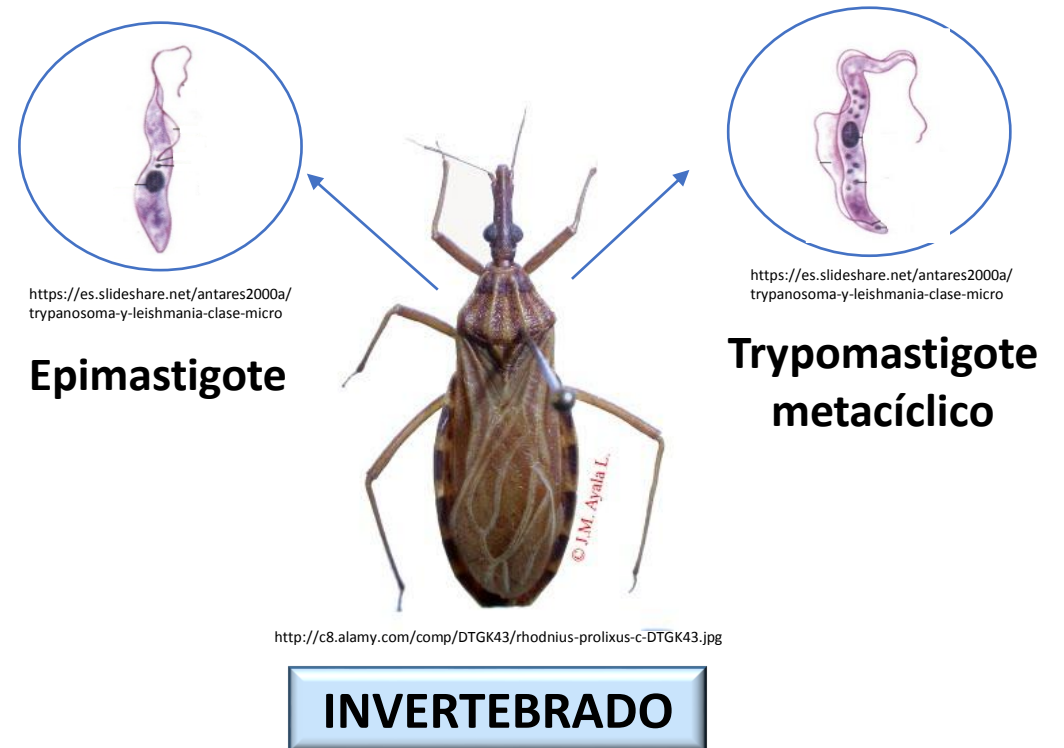 https://es.slideshare.net/antares2000a/
trypanosoma-y-leishmania-clase-micro
Epimastigote
https://es.slideshare.net/antares2000a/
trypanosoma-y-leishmania-clase-micro
Trypomastigote
metacíclico
© J.M. Ayala L.
http://c8.alamy.com/comp/DTGK43/rhodnius-prolixus-c-DTGK43.jpg
INVERTEBRADO